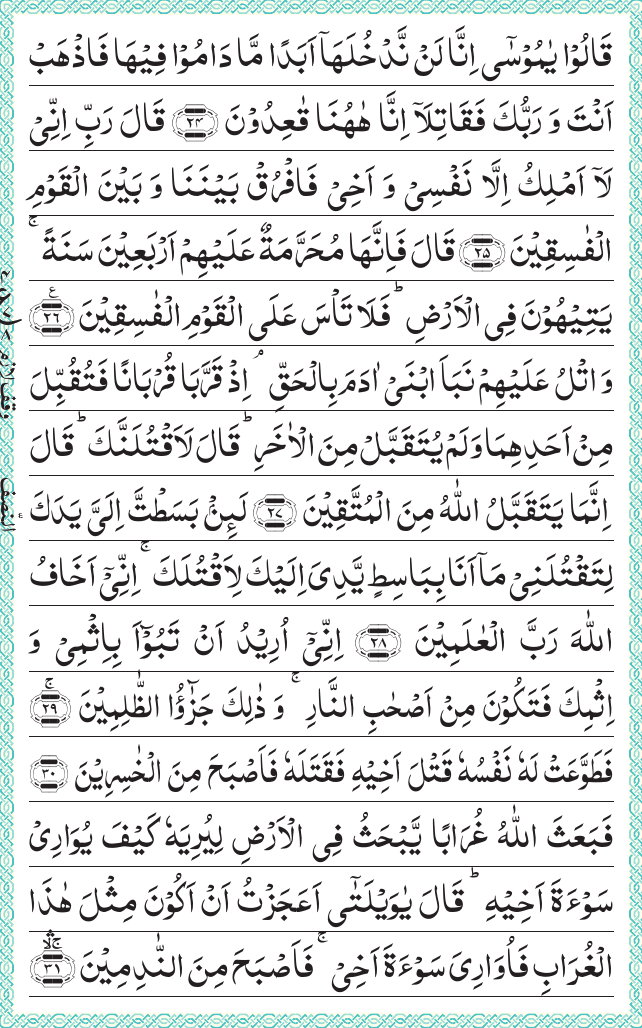 قَالُوْا يٰمُوْسٰٓى اِنَّا لَنْ نَّدْخُلَهَاۤ اَبَدًا مَّا دَامُوْا فِيْهَا فَاذْهَبْ
اَنْتَ وَ رَبُّكَ فَقَاتِلَاۤ اِنَّا هٰهُنَا قٰعِدُوْنَ ﴿۲۴﴾ قَالَ رَبِّ اِنِّىْ
لَاۤ اَمْلِكُ اِلَّا نَفْسِىْ وَ اَخِىْ فَافْرُقْ بَيْنَنَا وَ بَيْنَ الْقَوْمِ
الْفٰسِقِيْنَ ﴿۲۵﴾ قَالَ فَاِنَّهَا مُحَرَّمَةٌ عَلَيْهِمْ اَرْبَعِيْنَ سَنَةً ۚ
يَتِيْهُوْنَ فِى الْاَرْضِ ؕ فَلَا تَاْسَ عَلَى الْقَوْمِ الْفٰسِقِيْنَ ﴿۲۶﴾ ع
وَ اتْلُ عَلَيْهِمْ نَبَاَ ابْنَىْ اٰدَمَ بِالْحَقِّ ۘ اِذْ قَرَّبَا قُرْبَانًا فَتُقُبِّلَ
مِنْ اَحَدِهِمَا وَلَمْ يُتَقَبَّلْ مِنَ الْاٰخَرِ ؕ قَالَ لَاَقْتُلَنَّكَ ؕ قَالَ
اِنَّمَا يَتَقَبَّلُ اللّٰهُ مِنَ الْمُتَّقِيْنَ ﴿۲۷﴾ لَئِنْۢ بَسَطْتَّ اِلَىَّ يَدَكَ
لِتَقْتُلَنِىْ مَاۤ اَنَا بِبَاسِطٍ يَّدِىَ اِلَيْكَ لِاَقْتُلَكَ ۚ اِنِّىْۤ اَخَافُ
اللّٰهَ رَبَّ الْعٰلَمِيْنَ ﴿۲۸﴾ اِنِّىْۤ اُرِيْدُ اَنْ تَبُوْٓاَ بِاِثْمِىْ وَ
اِثْمِكَ فَتَكُوْنَ مِنْ اَصْحٰبِ النَّارِ ۚ وَ ذٰلِكَ جَزٰٓؤُا الظّٰلِمِيْنَ ﴿۲۹﴾ۚ
فَطَوَّعَتْ لَهٗ نَفْسُهٗ قَتْلَ اَخِيْهِ فَقَتَلَهٗ فَاَصْبَحَ مِنَ الْخٰسِرِيْنَ ﴿۳۰﴾
فَبَعَثَ اللّٰهُ غُرَابًا يَّبْحَثُ فِى الْاَرْضِ لِيُرِيَهٗ كَيْفَ يُوَارِىْ
سَوْءَةَ اَخِيْهِ ؕ قَالَ يٰوَيْلَتٰٓى اَعَجَزْتُ اَنْ اَكُوْنَ مِثْلَ هٰذَا
الْغُرَابِ فَاُوَارِىَ سَوْءَةَ اَخِىْ ۚ فَاَصْبَحَ مِنَ النّٰدِمِيْنَ ﴿۳۱﴾ۚۛ ۙ
النصف